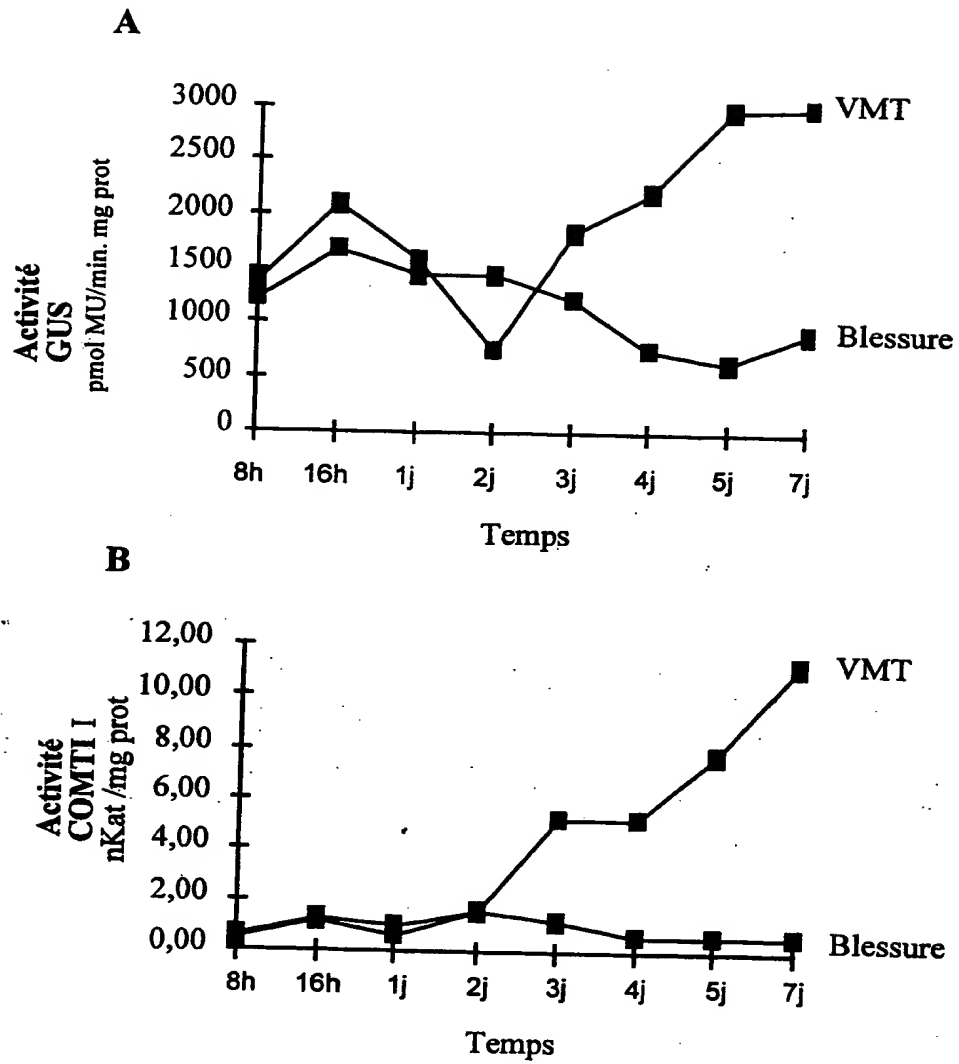 A
3000
2500
2000
1500
1000
500
0
Activité
GUS
pmol MU/min. mg prot
VMT
Blessure
8h 16h 1j 2j 3j 4j 5j 7j
Temps
B
12,00
10,00
8,00
6,00
4,00
2,00
0,00
Activité
COMTI I
nKat /mg prot
VMT
Blessure
8h 16h 1j 2j 3j 4j 5j 7j
Temps